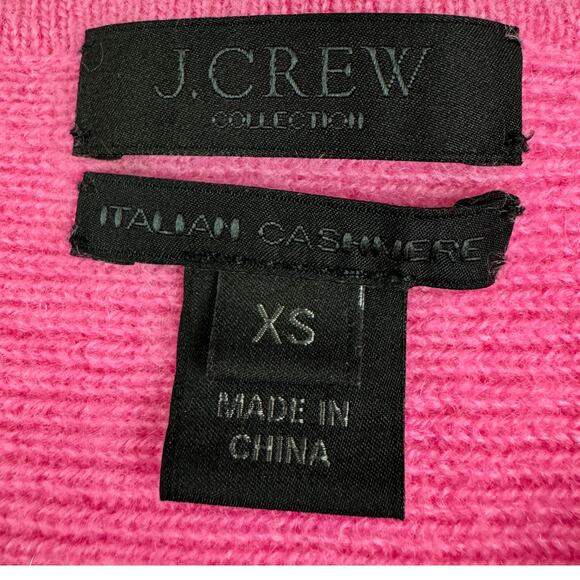 J.CREW
COLLECTION
ITALIAN CASHMERE
XS
MADE IN
CHINA